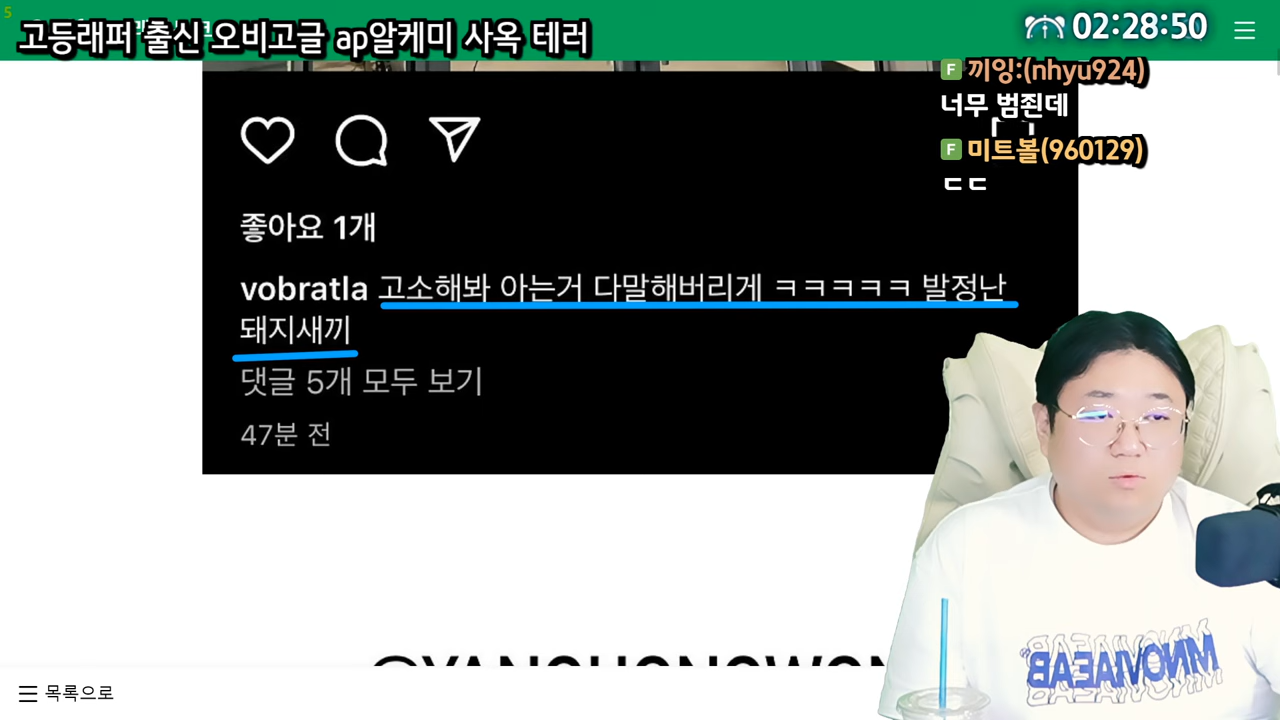 5
고등래퍼 출신 오비고글 ap알케미 사옥 테러
02:28:50
F 끼잉:(nhyu924)
너무 범죈데
F 미트볼(960129)
ㄷㄷ
좋아요 1개
vobratla 고소해봐 아는거 다말해버리게 ㅋㅋㅋㅋㅋ 발정난
돼지새끼
댓글 5개 모두 보기
47분 전
목록으로